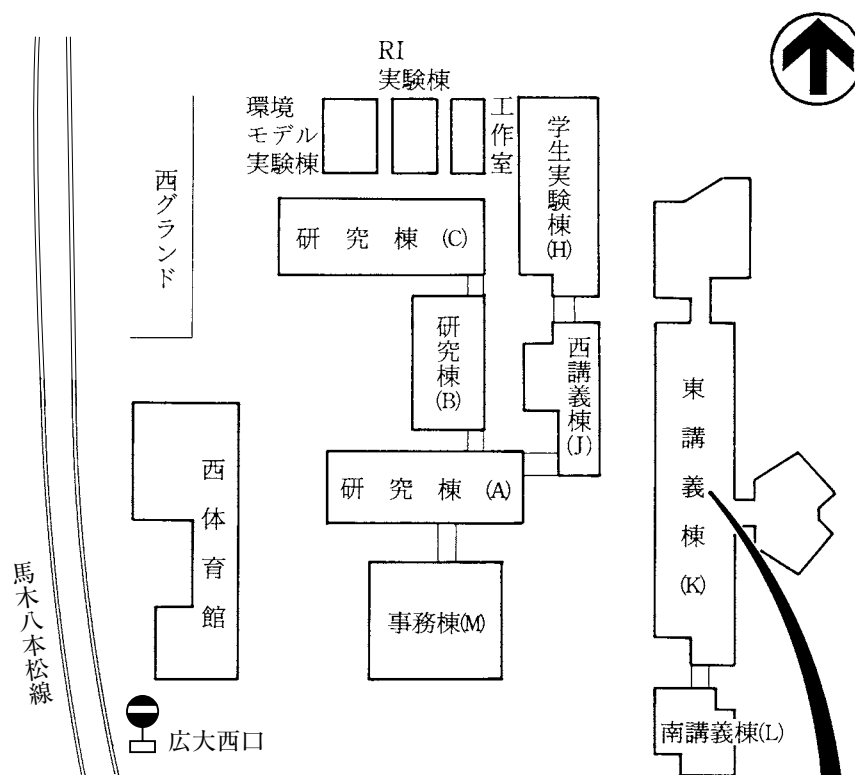 RI
実験棟
環境
モデル
実験棟
工作室
学生実験棟(H)
西グランド
研究棟(C)
研究棟(B)
西講義棟(J)
東講義棟(K)
研究棟(A)
西体育館
事務棟(M)
馬木八本松線
広大西口
南講義棟(L)